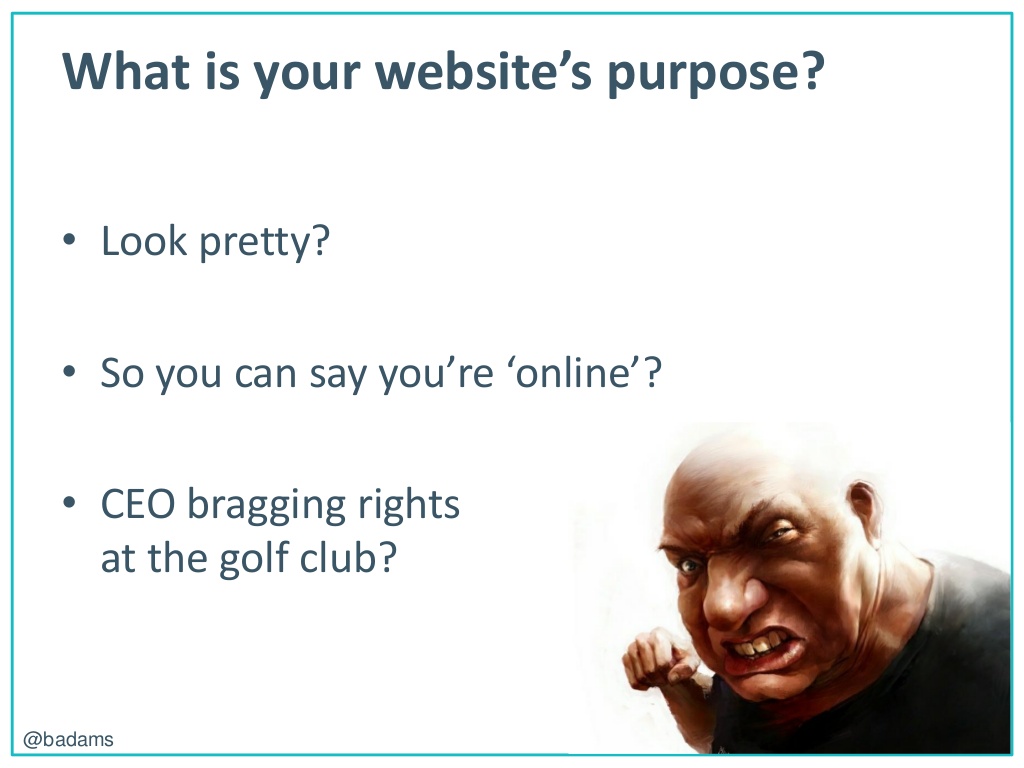 What is your website’s purpose?
• Look pretty?
• So you can say you’re ‘online’?
• CEO bragging rights
at the golf club?
@badams